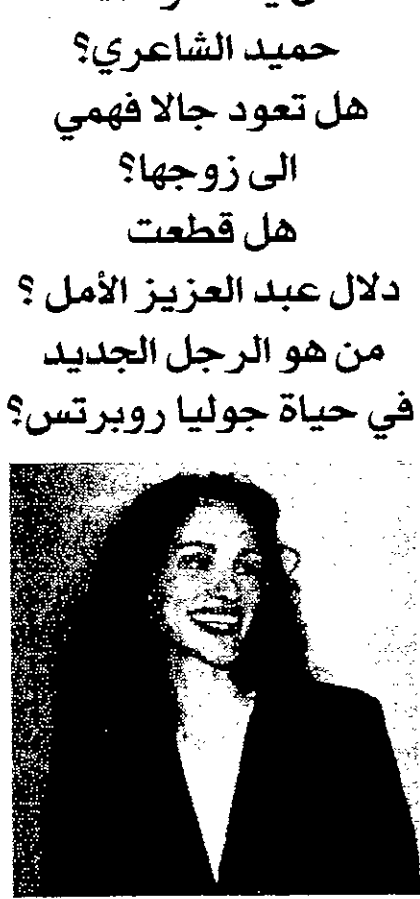 حميد الشاعري؟
هل تعود جالا فهمي
الى زوجها؟
هل قطعت
دلال عبد العزيز الأمل ؟
من هو الرجل الجديد
في حياة جوليا روبرتس؟